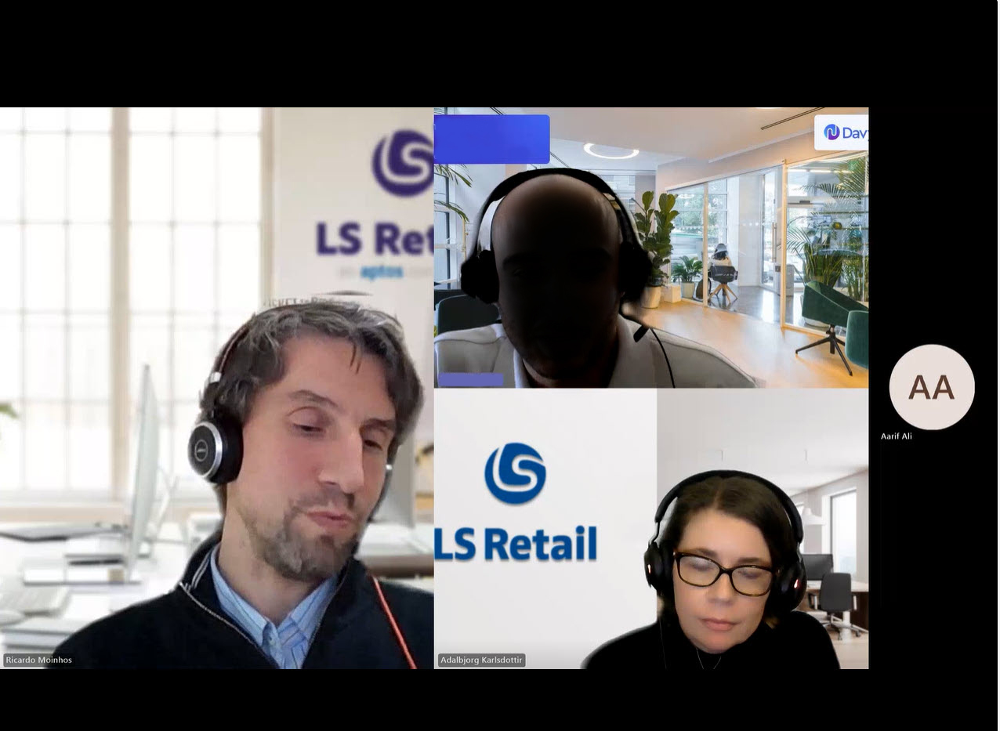 LS Ret
aptos
Ricardo Moinhos
Dav
LS Retail
Adalbjorg Karlsdottir
AA
Aarif Ali